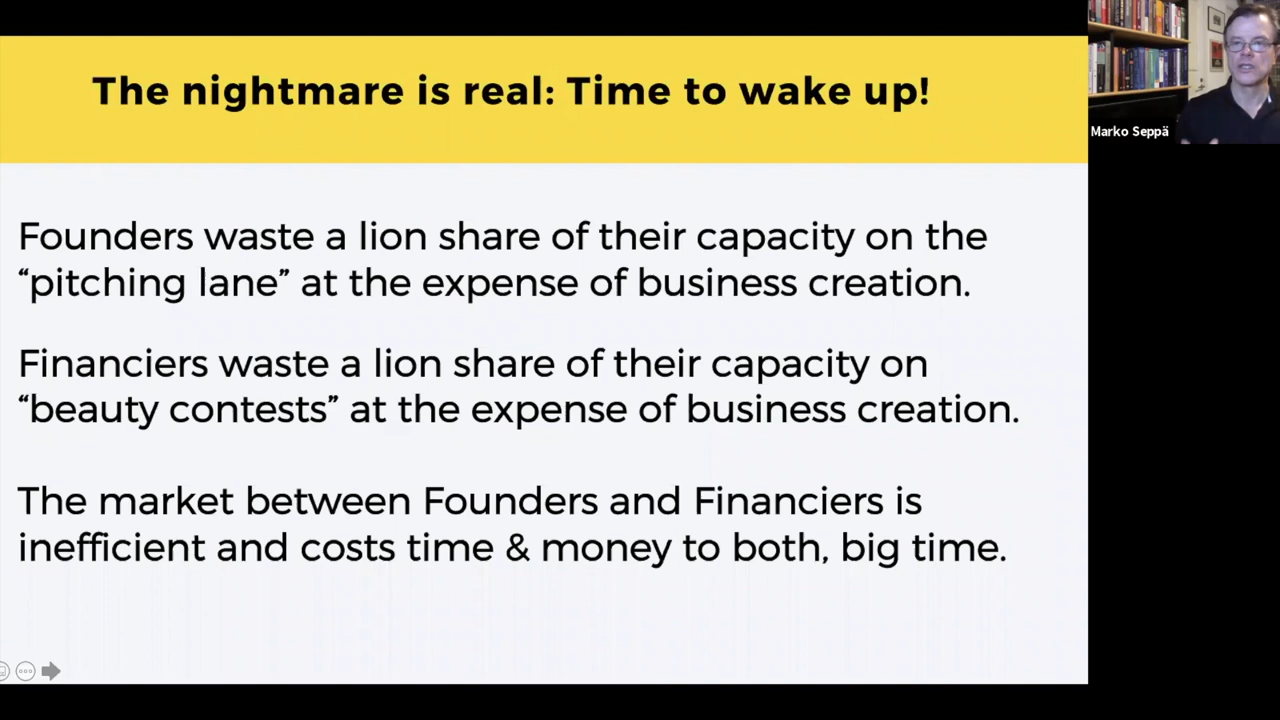 The nightmare is real: Time to wake up!
Marko Seppä
Founders waste a lion share of their capacity on the
“pitching lane” at the expense of business creation.
Financiers waste a lion share of their capacity on
“beauty contests” at the expense of business creation.
The market between Founders and Financiers is
inefficient and costs time & money to both, big time.